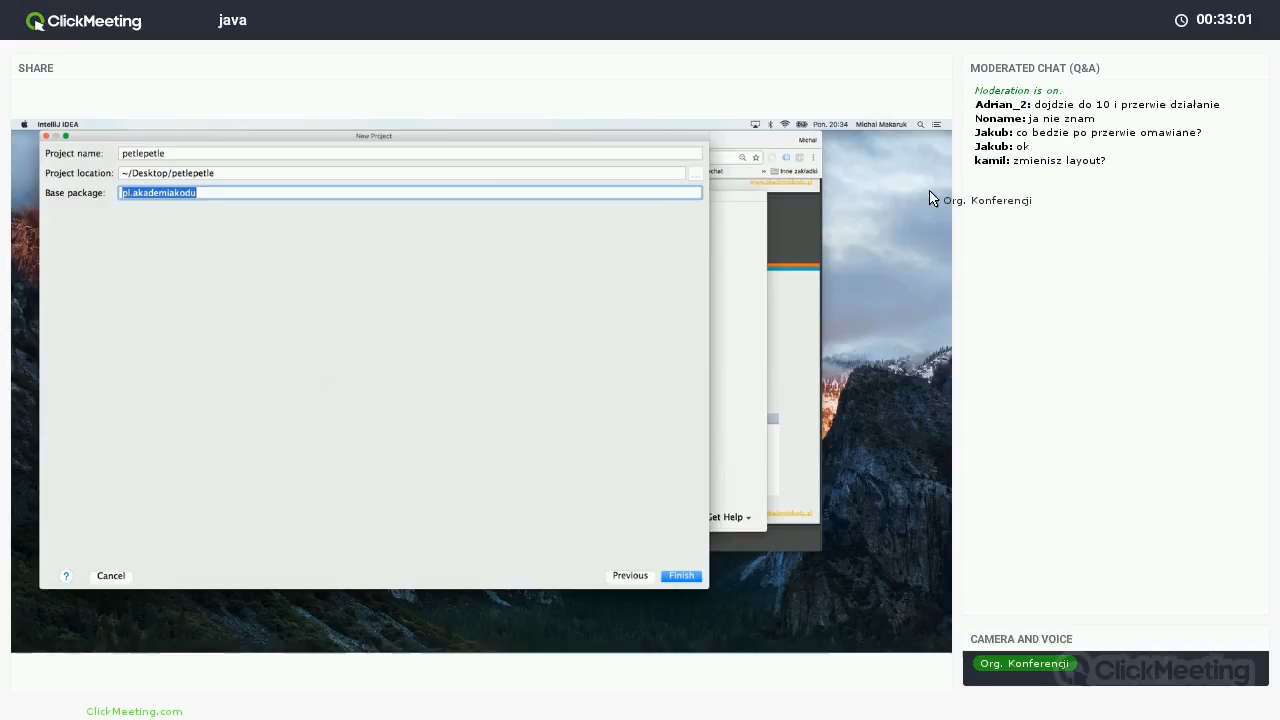 ClickMeeting
java
00:33:01
SHARE
IntelliJ IDEA
Pon. 20:34 Michal Makaruk
New Project
Project name: petlepetle
Project location: ~/Desktop/petlepetle
...
Base package: pl.akademiakodu
Michal
Inne zakładki
Get Help
?
Cancel
Previous
Finish
MODERATED CHAT (Q&A)
Moderation is on.
Adrian_2: dojdzie do 10 i przerwie działanie
Noname: ja nie znam
Jakub: co bedzie po przerwie omawiane?
Jakub: ok
kamil: zmienisz layout?
Org. Konferencji
CAMERA AND VOICE
Org. Konferencji
ClickMeeting
ClickMeeting.com